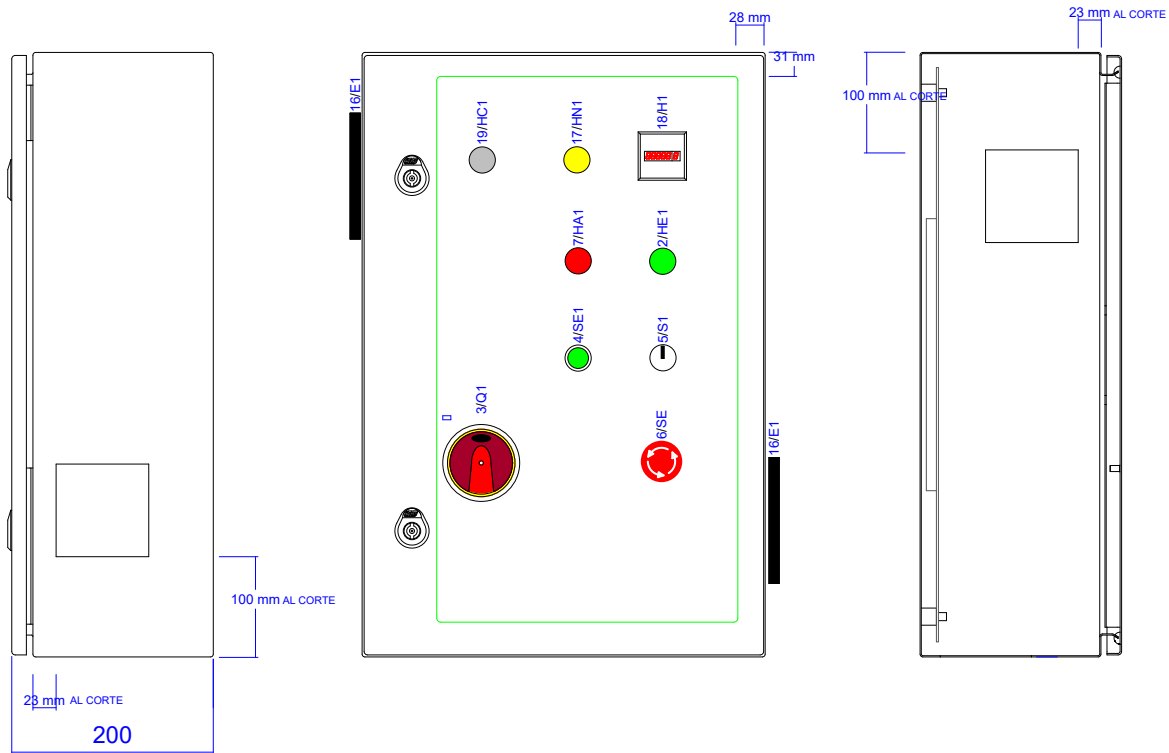 28 mm
23 mm AL CORTE
31 mm
16/E1
100 mm AL CORTE
19/HC1
17/HN1
18/H1
7/HA1
2/HE1
4/SE1
5/S1
3/Q1
6/SE
16/E1
100 mm AL CORTE
23 mm AL CORTE
200